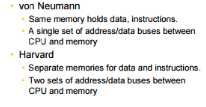 • von Neumann
• Same memory holds data, instructions.
• A single set of address/data buses between
CPU and memory
• Harvard
• Separate memories for data and instructions.
• Two sets of address/data buses between
CPU and memory